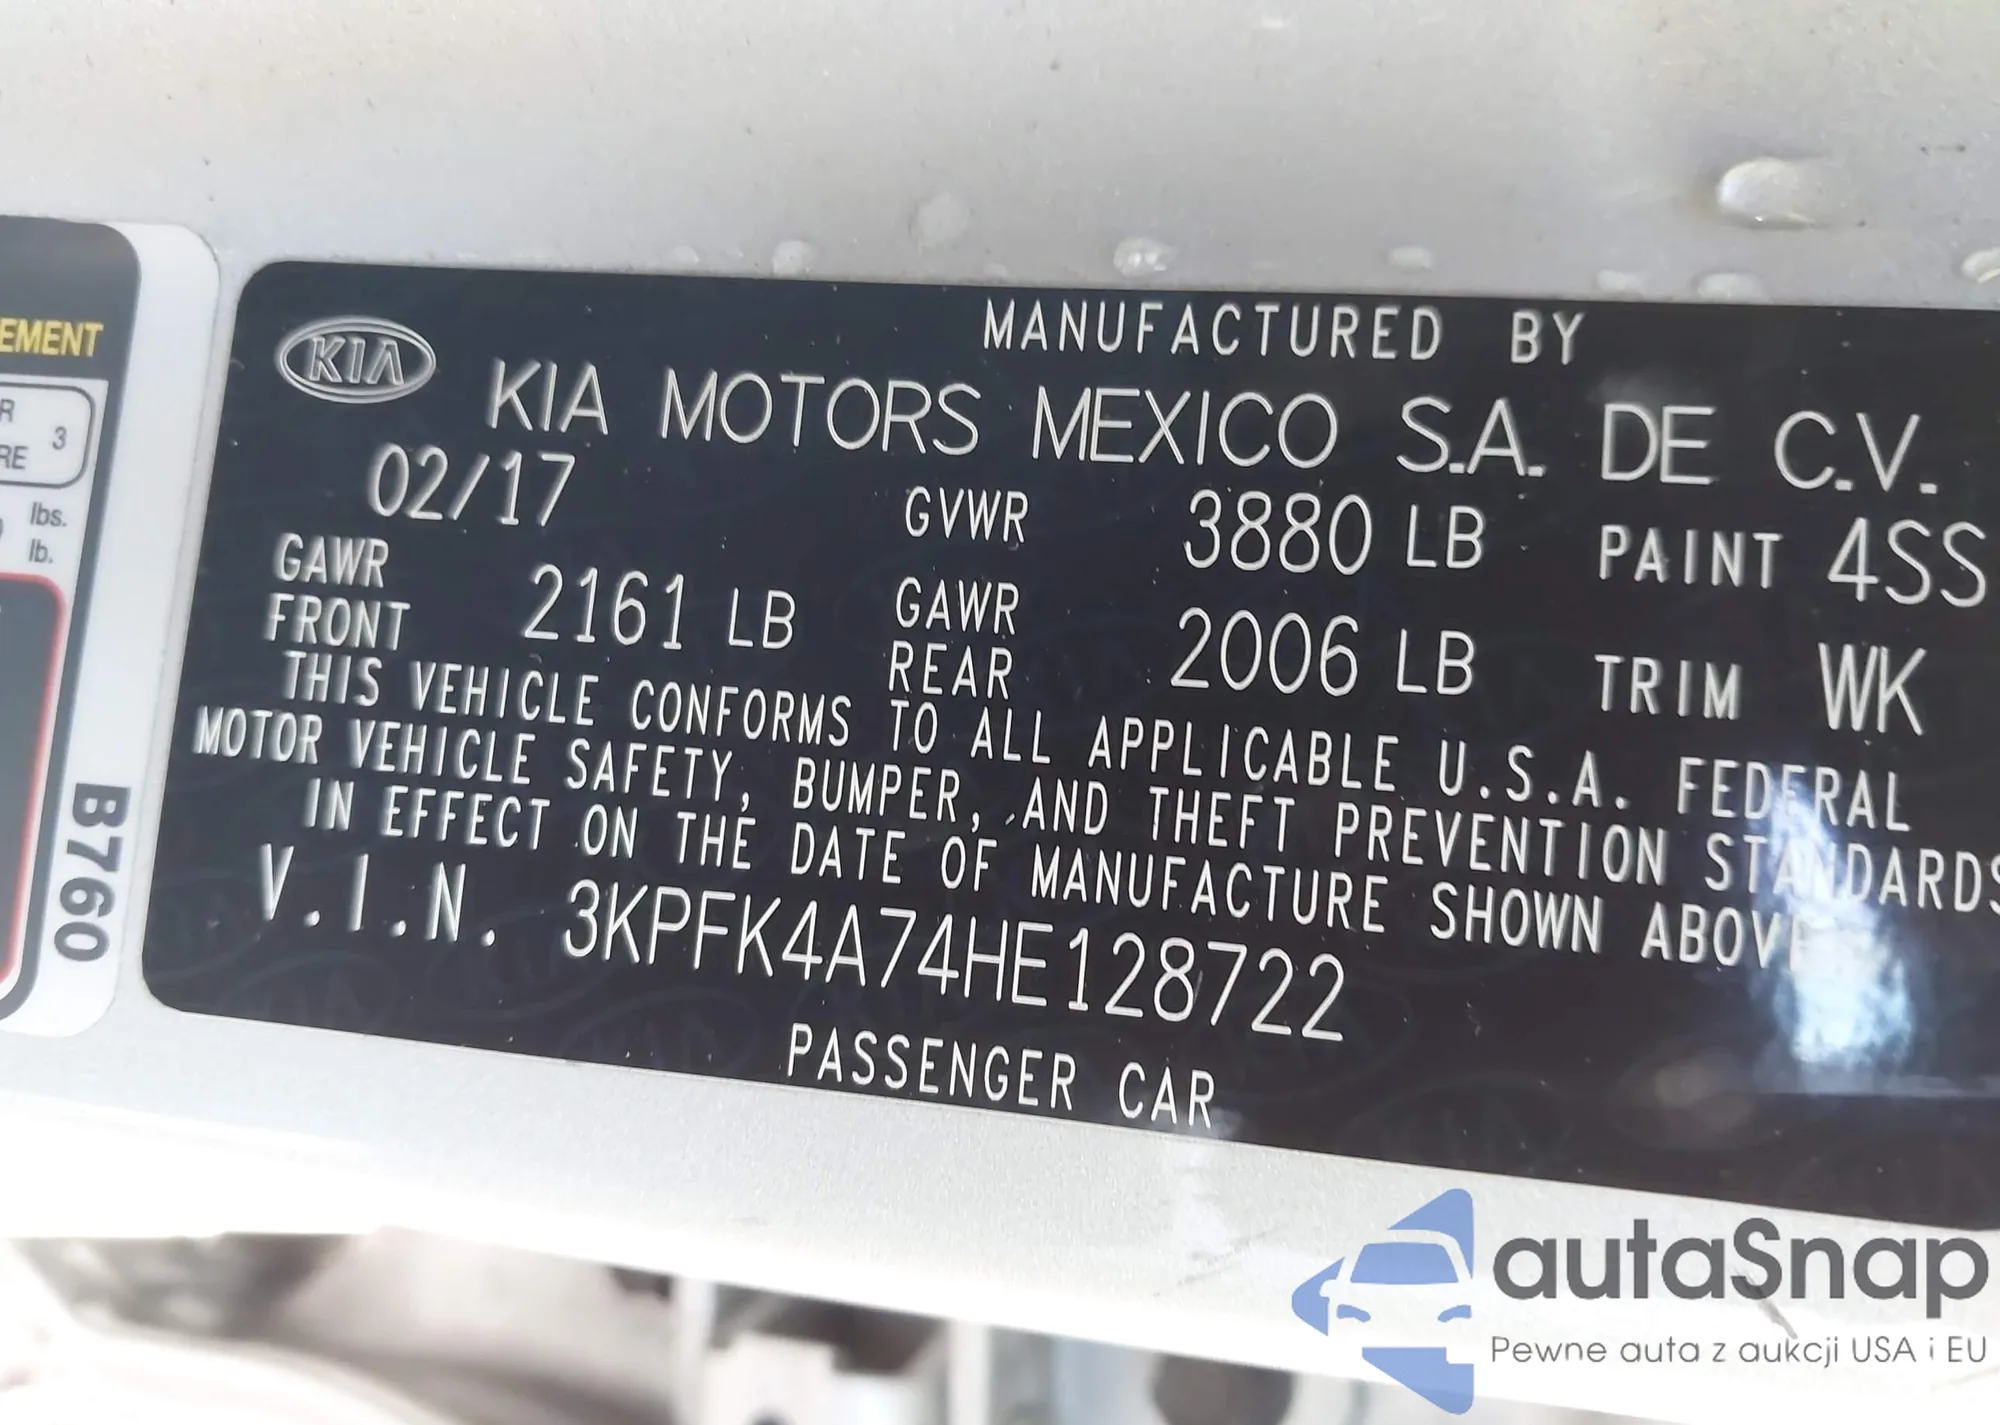 EMENT
R
3
RE
lbs.
lb.
B760
KIA
MANUFACTURED BY
KIA MOTORS MEXICO S.A. DE C.V.
02/17 GVWR 3880 LB PAINT 4SS
GAWR FRONT 2161 LB GAWR REAR 2006 LB TRIM WK
THIS VEHICLE CONFORMS TO ALL APPLICABLE U.S.A. FEDERAL
MOTOR VEHICLE SAFETY, BUMPER, AND THEFT PREVENTION STANDARDS
IN EFFECT ON THE DATE OF MANUFACTURE SHOWN ABOVE
V.I.N. 3KPFK4A74HE128722
PASSENGER CAR
autaSnap
Pewne auta z aukcji USA i EU